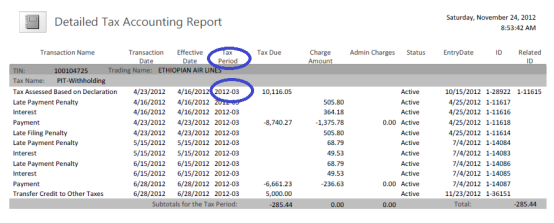 Detailed Tax Accounting Report
Saturday, November 24, 2012
8:53:42 AM
Transaction Name Transaction Date Effective Date Tax Period Tax Due Charge Amount Admin Charges Status EntryDate ID Related ID
TIN: 100104725 Trading Name: ETHIOPIAN AIR LINES
Tax Name: PIT-Withholding
Tax Assessed Based on Declaration 4/23/2012 4/16/2012 2012-03 10,116.05 Active 10/15/2012 1-28922 1-11615
Late Payment Penalty 4/16/2012 4/16/2012 2012-03 505.80 Active 4/25/2012 1-11617
Interest 4/16/2012 4/16/2012 2012-03 364.18 Active 4/25/2012 1-11616
Payment 4/23/2012 4/23/2012 2012-03 -8,740.27 -1,375.78 0.00 Active 4/25/2012 1-11618
Late Filing Penalty 4/23/2012 4/23/2012 2012-03 505.80 Active 4/25/2012 1-11614
Late Payment Penalty 5/15/2012 5/15/2012 2012-03 68.79 Active 7/4/2012 1-14084
Interest 5/15/2012 5/15/2012 2012-03 49.53 Active 7/4/2012 1-14083
Late Payment Penalty 6/15/2012 6/15/2012 2012-03 68.79 Active 7/4/2012 1-14086
Interest 6/15/2012 6/15/2012 2012-03 49.53 Active 7/4/2012 1-14085
Payment 6/28/2012 6/28/2012 2012-03 -6,661.23 -236.63 0.00 Active 7/4/2012 1-14087
Transfer Credit to Other Taxes 6/28/2012 6/28/2012 2012-03 5,000.00 Active 11/23/2012 1-36151
Subtotals for the Tax Period: -285.44 0.00 0.00 Total: -285.44